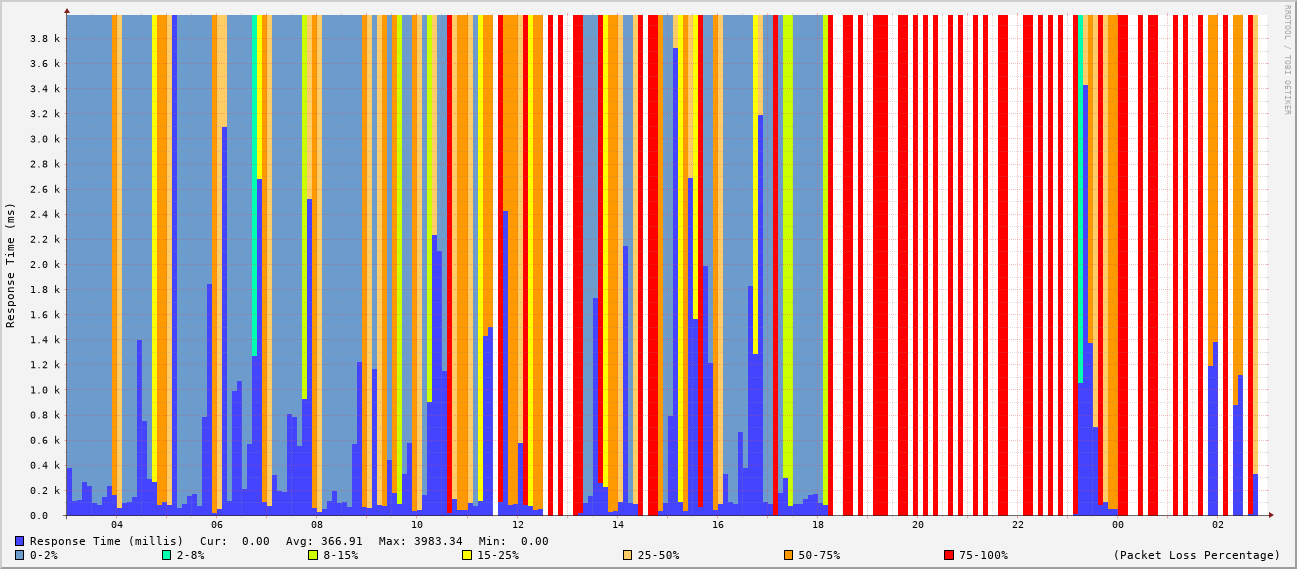 RRDTOOL / TOBI OETIKER
Response Time (ms)
3.8 k
3.6 k
3.4 k
3.2 k
3.0 k
2.8 k
2.6 k
2.4 k
2.2 k
2.0 k
1.8 k
1.6 k
1.4 k
1.2 k
1.0 k
0.8 k
0.6 k
0.4 k
0.2 k
0.0
04 06 08 10 12 14 16 18 20 22 00 02
Response Time (millis) Cur: 0.00 Avg: 366.91 Max: 3983.34 Min: 0.00
0-2% 2-8% 8-15% 15-25% 25-50% 50-75% 75-100% (Packet Loss Percentage)